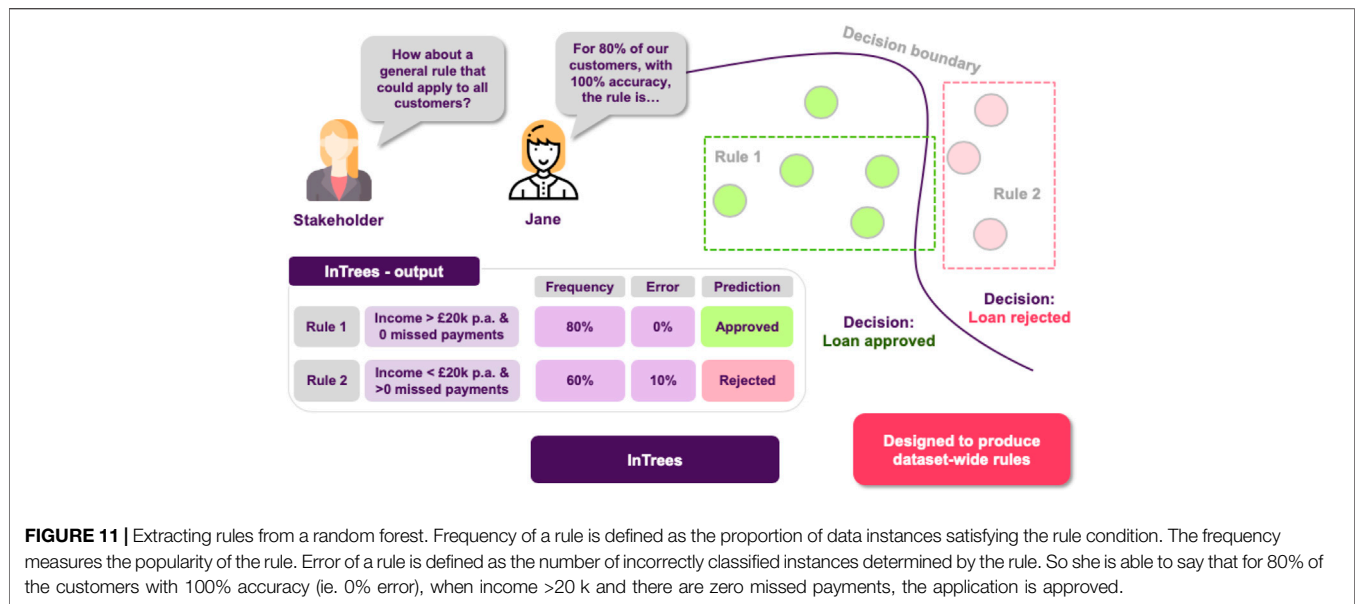 How about a
general rule that
could apply to all
customers?
For 80% of our
customers, with
100% accuracy,
the rule is...
Decision boundary
Rule 1
Rule 2
Stakeholder
Jane
InTrees - output
Frequency
Error
Prediction
Rule 1
Income > £20k p.a. &
0 missed payments
80%
0%
Approved
Rule 2
Income < £20k p.a. &
>0 missed payments
60%
10%
Rejected
Decision:
Loan approved
Decision:
Loan rejected
InTrees
Designed to produce
dataset-wide rules
FIGURE 11 | Extracting rules from a random forest. Frequency of a rule is defined as the proportion of data instances satisfying the rule condition. The frequency
measures the popularity of the rule. Error of a rule is defined as the number of incorrectly classified instances determined by the rule. So she is able to say that for 80% of
the customers with 100% accuracy (ie. 0% error), when income >20 k and there are zero missed payments, the application is approved.